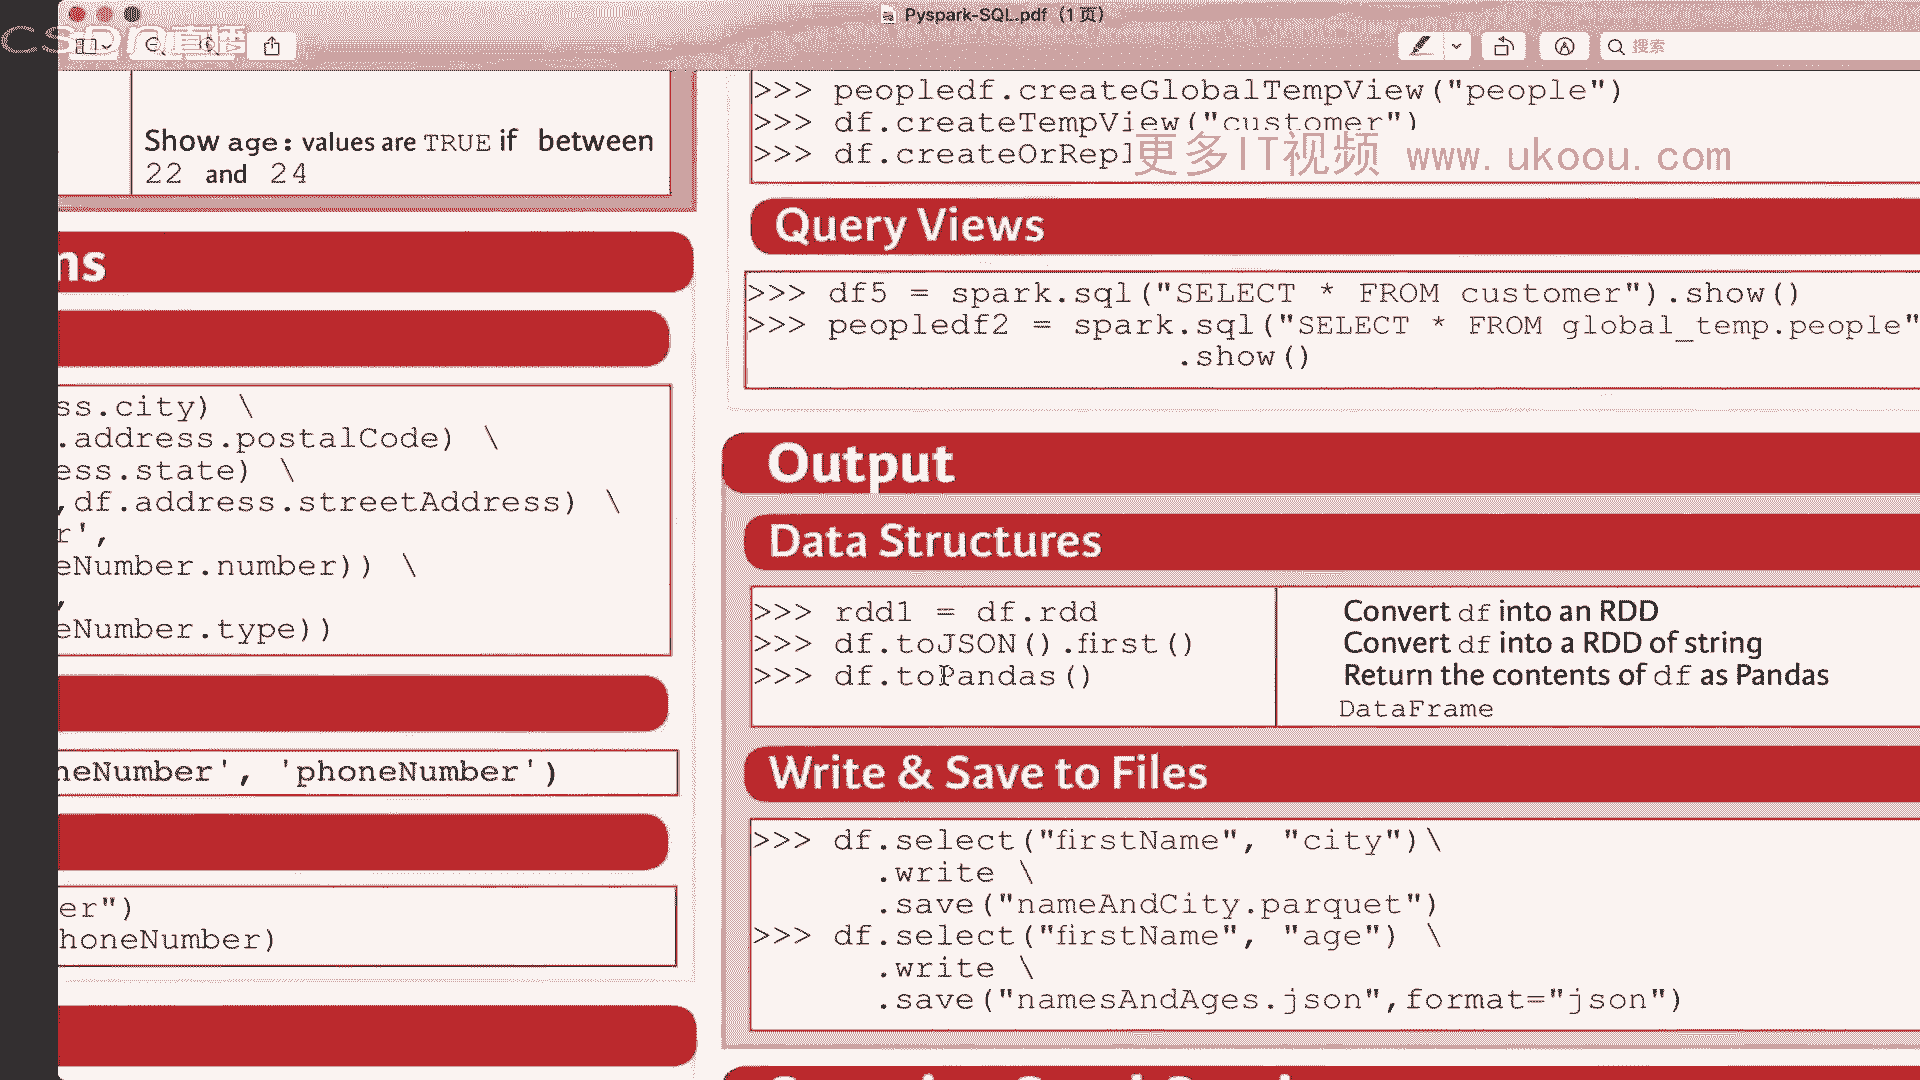 Pyspark-SQL.pdf（1 页）
CSDN直播
搜索
Show age: values are TRUE if between
22 and 24
ns
ss.city) \
.address.postalCode) \
ess.state) \
,df.address.streetAddress) \
r',
eNumber.number)) \
,
eNumber.type))
neNumber', 'phoneNumber')
er")
honeNumber)
>>> peopledf.createGlobalTempView("people")
>>> df.createTempView("customer")
>>> df.createOrRepl
更多IT视频 www.ukoou.com
Query Views
>>> df5 = spark.sql("SELECT * FROM customer").show()
>>> peopledf2 = spark.sql("SELECT * FROM global_temp.people"
.show()
Output
Data Structures
>>> rdd1 = df.rdd Convert df into an RDD
>>> df.toJSON().first() Convert df into a RDD of string
>>> df.toPandas() Return the contents of df as Pandas
DataFrame
Write & Save to Files
>>> df.select("firstName", "city")\
.write \
.save("nameAndCity.parquet")
>>> df.select("firstName", "age") \
.write \
.save("namesAndAges.json",format="json")